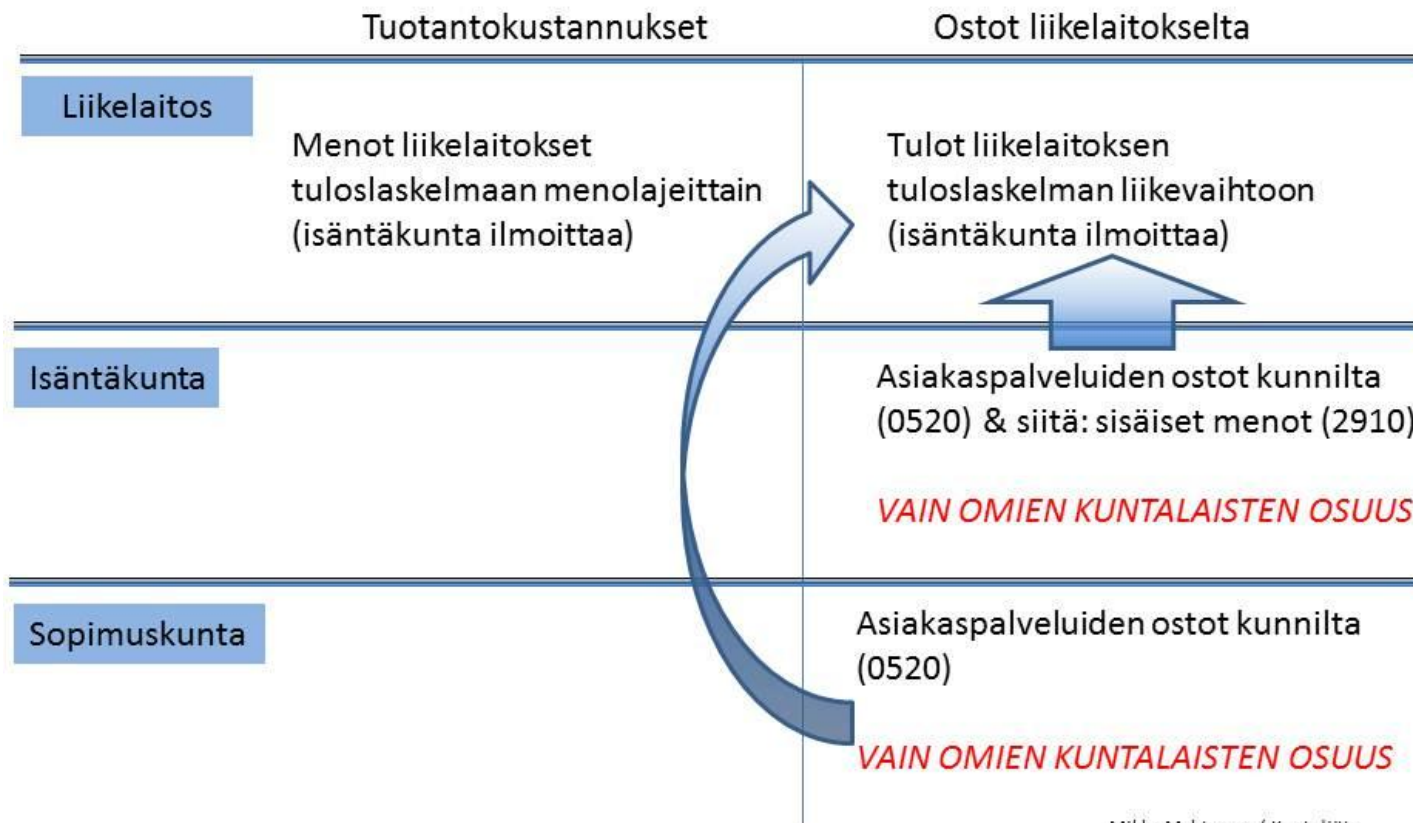 Tuotantokustannukset
Ostot liikelaitokselta
Liikelaitos
Menot liikelaitokset
tuloslaskelmaan menolajeittain
(isäntäkunta ilmoittaa)
Tulot liikelaitoksen
tuloslaskelman liikevaihtoon
(isäntäkunta ilmoittaa)
Isäntäkunta
Asiakaspalveluiden ostot kunnilta
(0520) & siitä: sisäiset menot (2910)
VAIN OMIEN KUNTALAISTEN OSUUS
Sopimuskunta
Asiakaspalveluiden ostot kunnilta
(0520)
VAIN OMIEN KUNTALAISTEN OSUUS